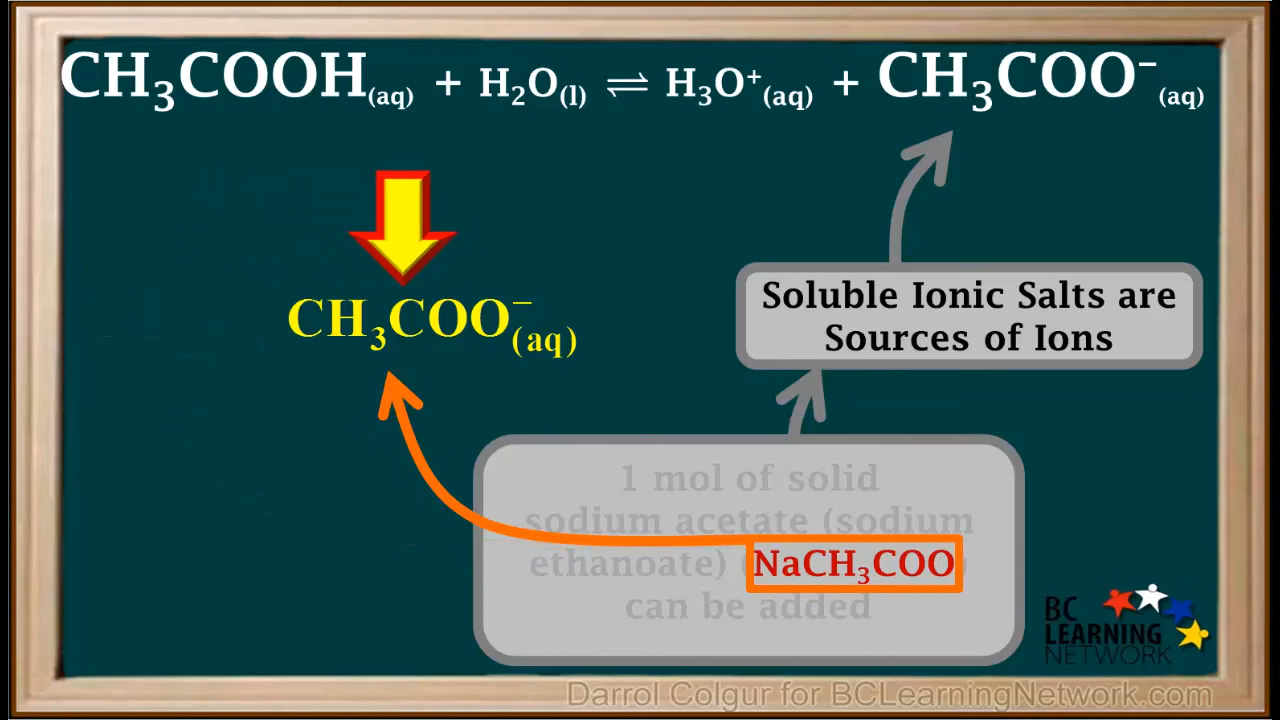 CH₃COOH(aq) + H₂O(l) ⇌ H₃O⁺(aq) + CH₃COO⁻(aq)
CH₃COO⁻(aq)
Soluble Ionic Salts are
Sources of Ions
1 mol of solid
sodium acetate (sodium
ethanoate) (NaCH₃COO)
can be added
BC
LEARNING
NETWORK
Darrol Colgur for BCLearningNetwork.com